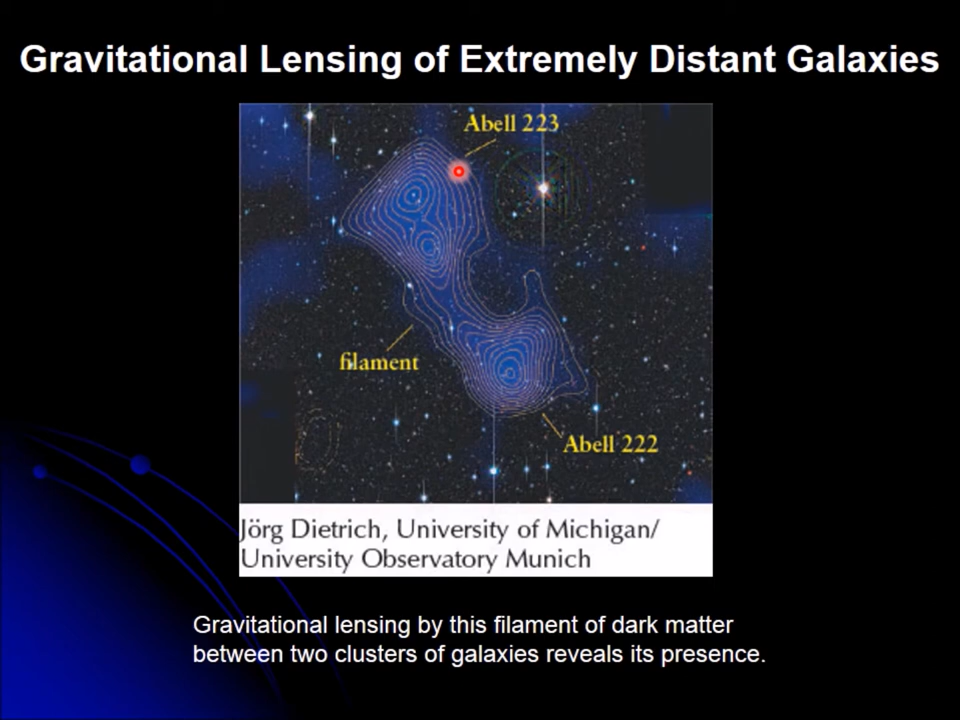 Gravitational Lensing of Extremely Distant Galaxies
Abell 223
filament
Abell 222
Jörg Dietrich, University of Michigan/
University Observatory Munich
Gravitational lensing by this filament of dark matter
between two clusters of galaxies reveals its presence.